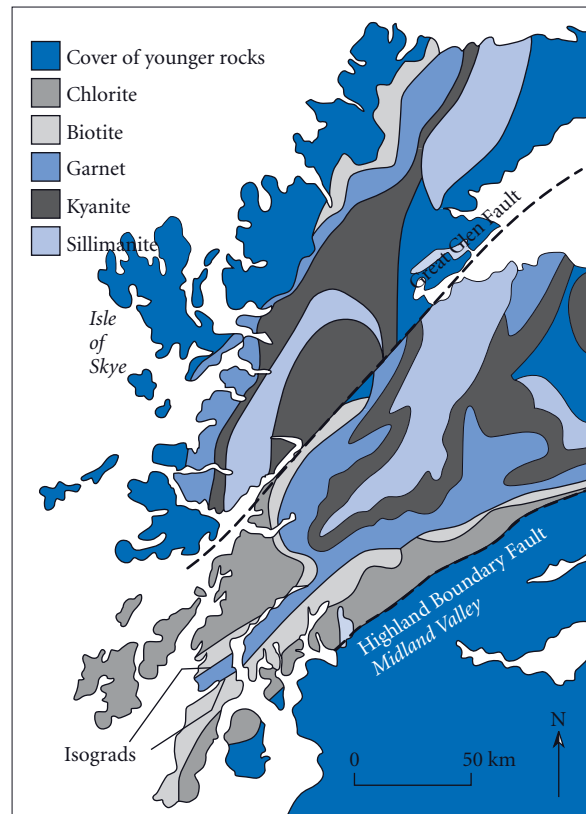 Cover of younger rocks
Chlorite
Biotite
Garnet
Kyanite
Sillimanite
Great Glen Fault
Isle
of
Skye
Highland Boundary Fault
Midland Valley
Isograds
N
0 50 km